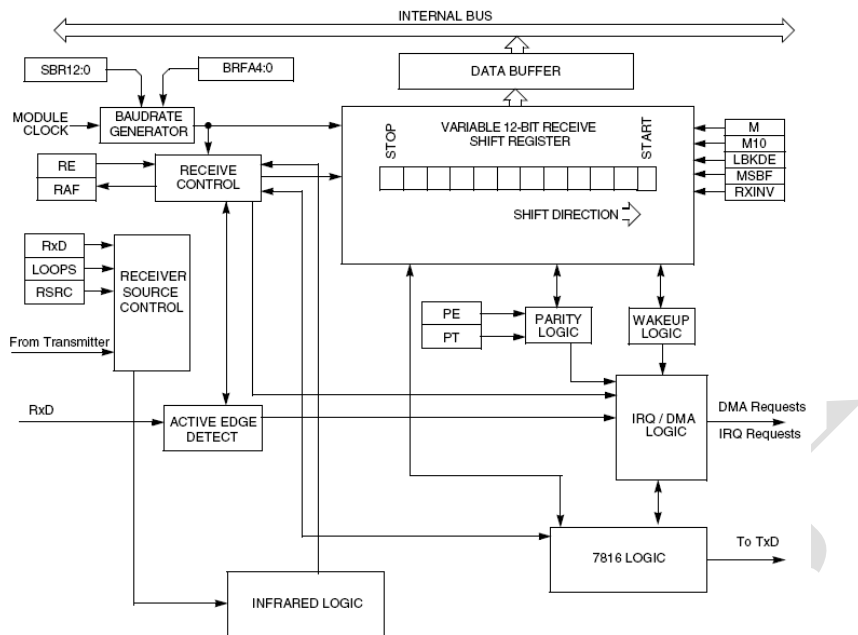 INTERNAL BUS
SBR12:0
BRFA4:0
DATA BUFFER
MODULE
CLOCK
BAUDRATE
GENERATOR
STOP
VARIABLE 12-BIT RECEIVE
SHIFT REGISTER
START
M
M10
LBKDE
MSBF
RXINV
RE
RAF
RECEIVE
CONTROL
SHIFT DIRECTION
RxD
LOOPS
RSRC
RECEIVER
SOURCE
CONTROL
From Transmitter
PE
PT
PARITY
LOGIC
WAKEUP
LOGIC
RxD
ACTIVE EDGE
DETECT
IRQ / DMA
LOGIC
DMA Requests
IRQ Requests
7816 LOGIC
To TxD
INFRARED LOGIC